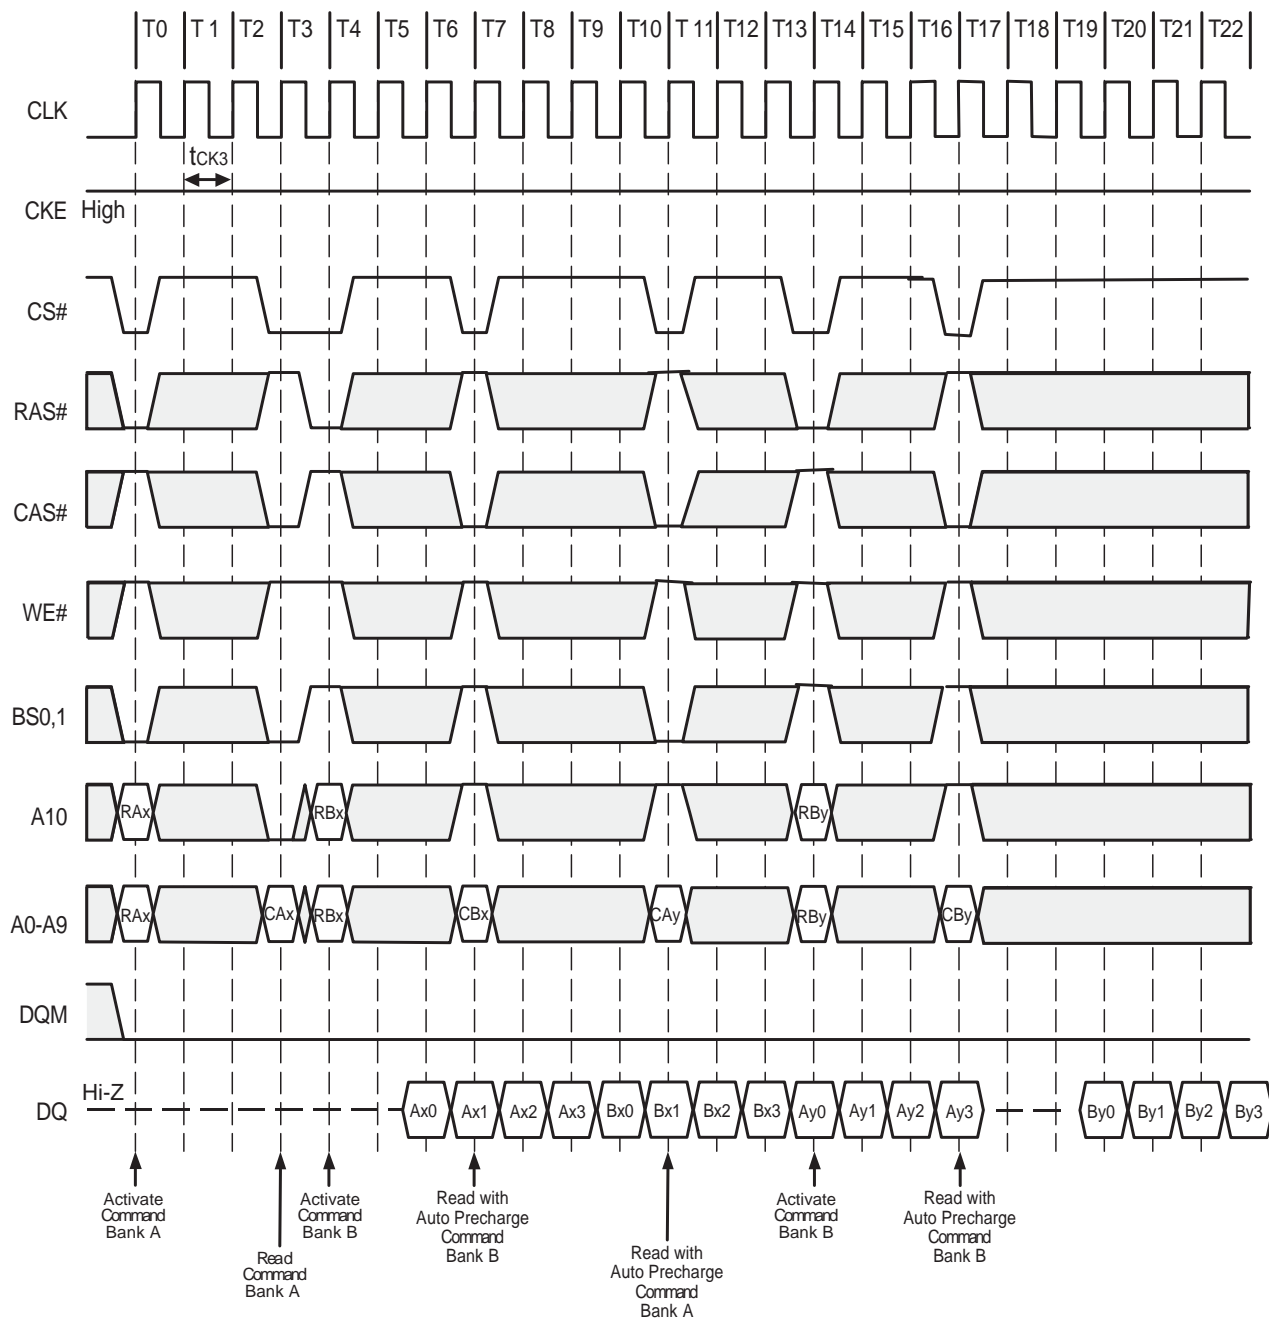 T0 T 1 T2 T3 T4 T5 T6 T7 T8 T9 T10 T 11 T12 T13 T14 T15 T16 T17 T18 T19 T20 T21 T22
CLK
tCK3
CKE High
CS#
RAS#
CAS#
WE#
BS0,1
A10 RAx RBx RBy
A0-A9 RAx CAx RBx CBx CAy RBy CBy
DQM
Hi-Z
DQ Ax0 Ax1 Ax2 Ax3 Bx0 Bx1 Bx2 Bx3 Ay0 Ay1 Ay2 Ay3 By0 By1 By2 By3
Activate
Command
Bank A
Read
Command
Bank A
Activate
Command
Bank B
Read with
Auto Precharge
Command
Bank B
Read with
Auto Precharge
Command
Bank A
Activate
Command
Bank B
Read with
Auto Precharge
Command
Bank B